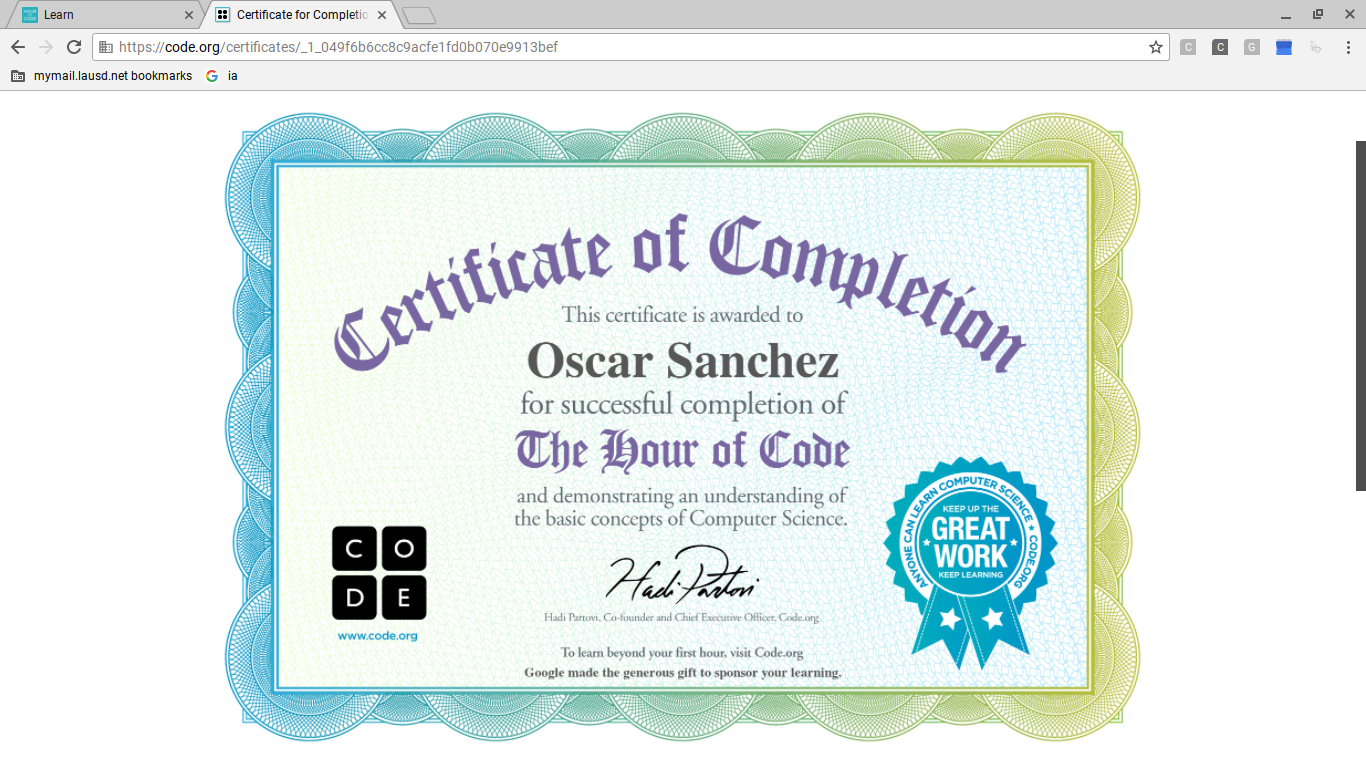 Learn
Certificate for Completio
https://code.org/certificates/_1_049f6b6cc8c9acfe1fd0b070e9913bef
C
C
G
mymail.lausd.net bookmarks
ia
Certificate of Completion
This certificate is awarded to
Oscar Sanchez
for successful completion of
The Hour of Code
and demonstrating an understanding of
the basic concepts of Computer Science.
C O
D E
www.code.org
Hadi Partovi
Hadi Partovi, Co-founder and Chief Executive Officer, Code.org
To learn beyond your first hour, visit Code.org
Google made the generous gift to sponsor your learning.
ANYONE CAN LEARN COMPUTER SCIENCE ★ CODE.ORG
KEEP UP THE
GREAT
WORK
KEEP LEARNING